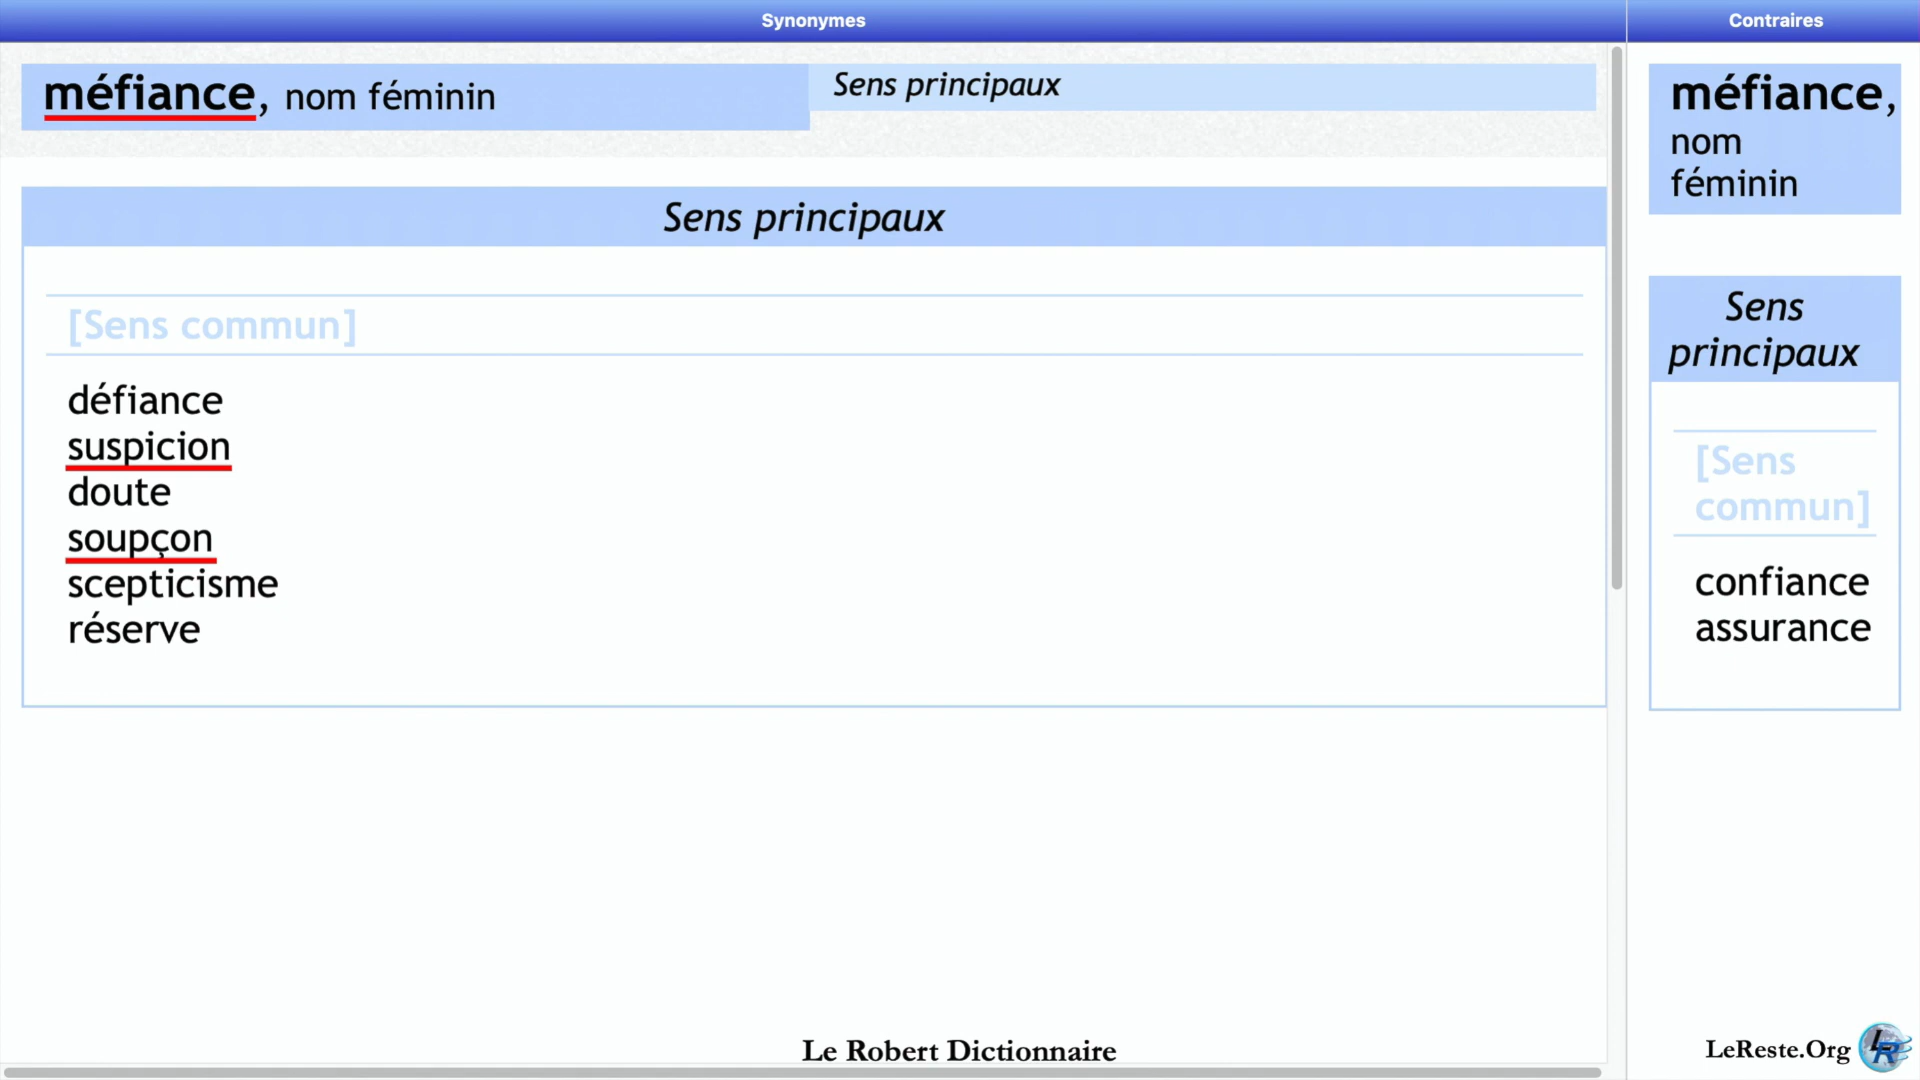 Synonymes
Contraires
méfiance, nom féminin
Sens principaux
Sens principaux
[Sens commun]
défiance
suspicion
doute
soupçon
scepticisme
réserve
méfiance,
nom
féminin
Sens
principaux
[Sens
commun]
confiance
assurance
Le Robert Dictionnaire
LeReste.Org
LR